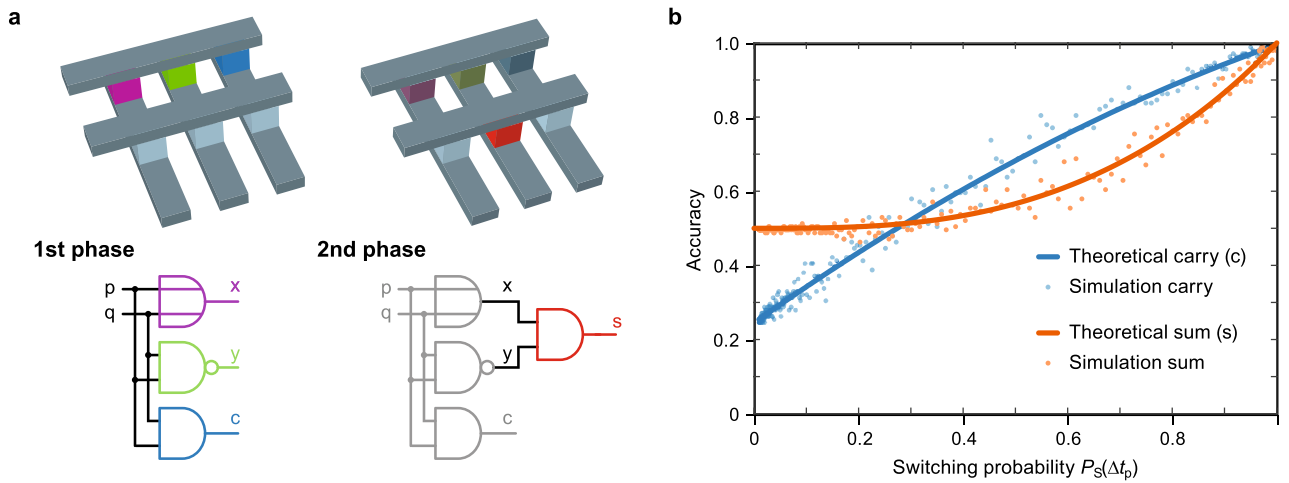 a
1st phase
2nd phase
p
q
x
y
c
p
q
x
y
c
s
b
Accuracy
1.0
0.8
0.6
0.4
0.2
0
0
0.2
0.4
0.6
0.8
Switching probability P_S(Δt_p)
Theoretical carry (c)
Simulation carry
Theoretical sum (s)
Simulation sum